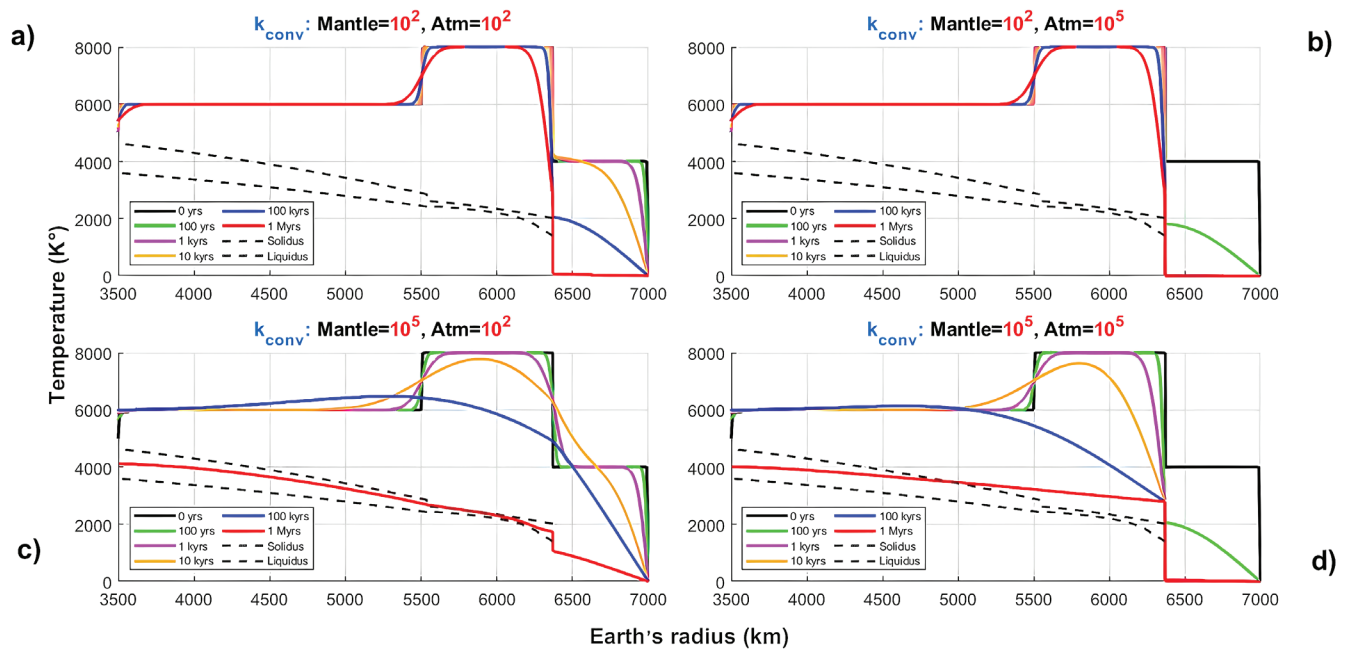 a)
k_conv: Mantle=10^2, Atm=10^2
8000
6000
4000
2000
0
0 yrs
100 yrs
1 kyrs
10 kyrs
100 kyrs
1 Myrs
Solidus
Liquidus
3500 4000 4500 5000 5500 6000 6500 7000
b)
k_conv: Mantle=10^2, Atm=10^5
8000
6000
4000
2000
0
0 yrs
100 yrs
1 kyrs
10 kyrs
100 kyrs
1 Myrs
Solidus
Liquidus
3500 4000 4500 5000 5500 6000 6500 7000
Temperature (K°)
c)
k_conv: Mantle=10^5, Atm=10^2
8000
6000
4000
2000
0
0 yrs
100 yrs
1 kyrs
10 kyrs
100 kyrs
1 Myrs
Solidus
Liquidus
3500 4000 4500 5000 5500 6000 6500 7000
d)
k_conv: Mantle=10^5, Atm=10^5
8000
6000
4000
2000
0
0 yrs
100 yrs
1 kyrs
10 kyrs
100 kyrs
1 Myrs
Solidus
Liquidus
3500 4000 4500 5000 5500 6000 6500 7000
Earth's radius (km)